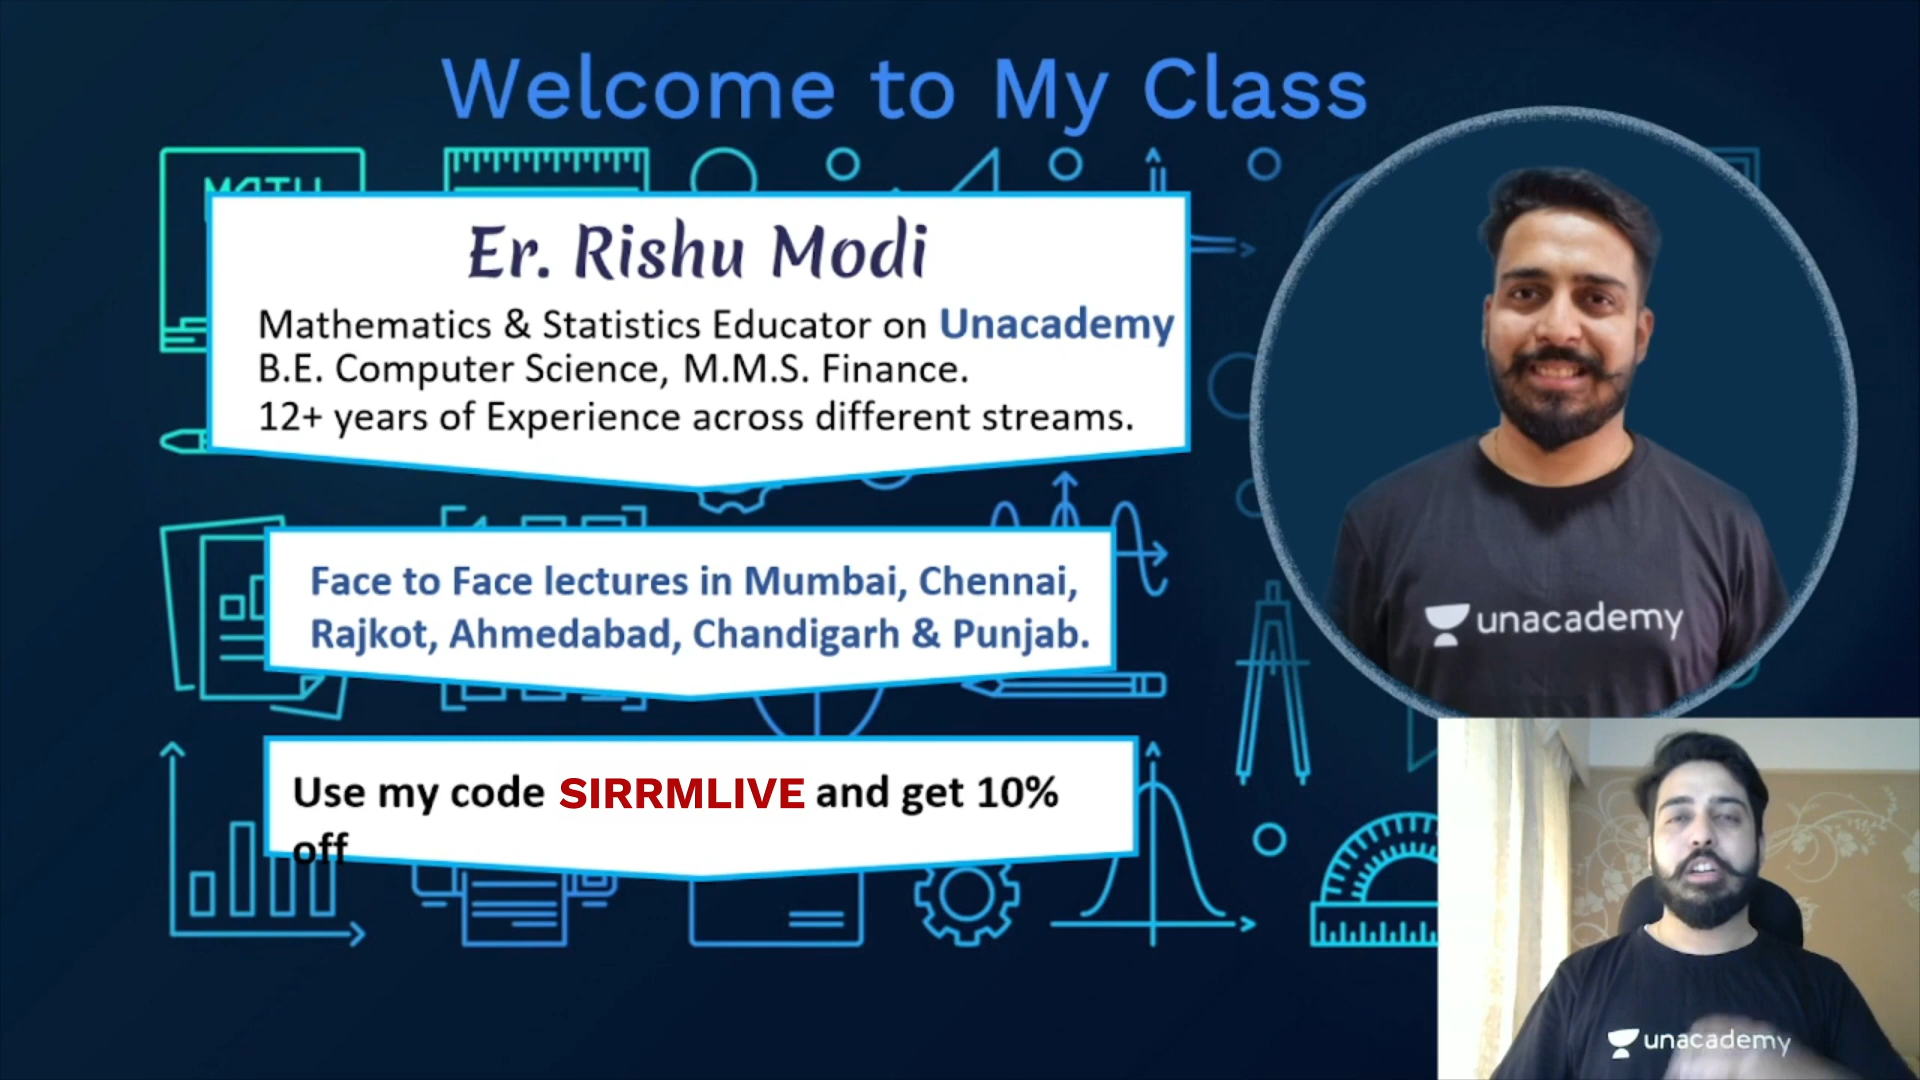 Welcome to My Class
MATH
Er. Rishu Modi
Mathematics & Statistics Educator on Unacademy
B.E. Computer Science, M.M.S. Finance.
12+ years of Experience across different streams.
Face to Face lectures in Mumbai, Chennai,
Rajkot, Ahmedabad, Chandigarh & Punjab.
Use my code SIRRMLIVE and get 10%
off
unacademy
unacademy